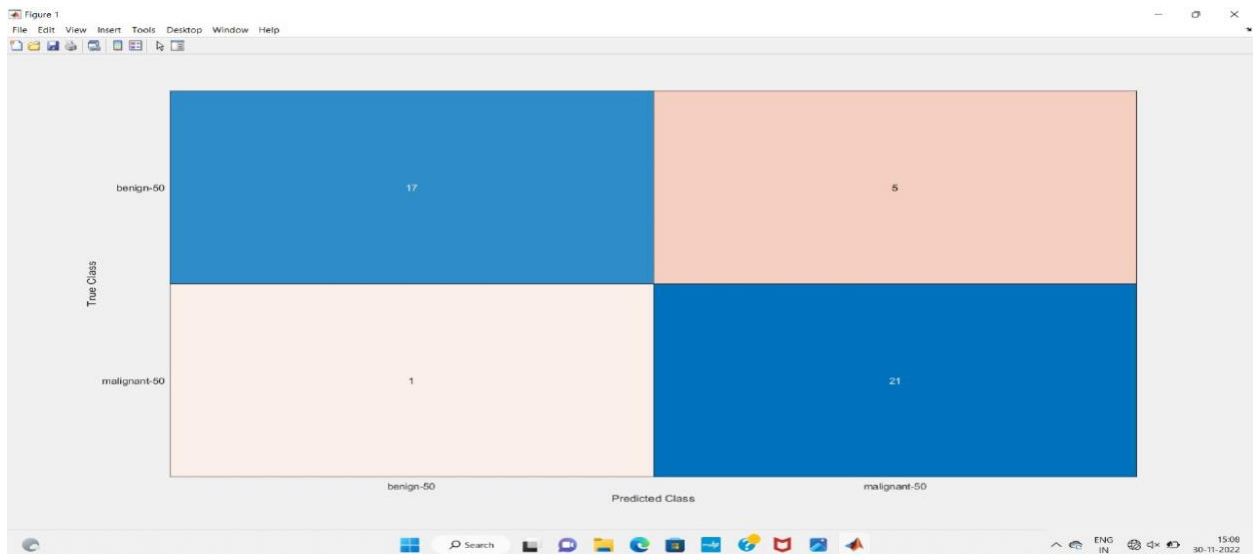 Figure 1
File Edit View Insert Tools Desktop Window Help
benign-50
17
5
True Class
malignant-50
1
21
benign-50
malignant-50
Predicted Class
Search
ENG
IN
15:08
30-11-2022